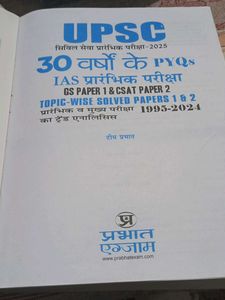 UPSC
सिविल सेवा प्रारंभिक परीक्षा-2025
30 वर्षों के PYQs
IAS प्रारंभिक परीक्षा
GS PAPER 1 & CSAT PAPER 2
TOPIC-WISE SOLVED PAPERS 1 & 2
प्रारंभिक व मुख्य परीक्षा 1995-2024
का ट्रेंड एनालिसिस
टीम प्रभात
प्र
प्रभात
एग्जाम
www.prabhatexam.com